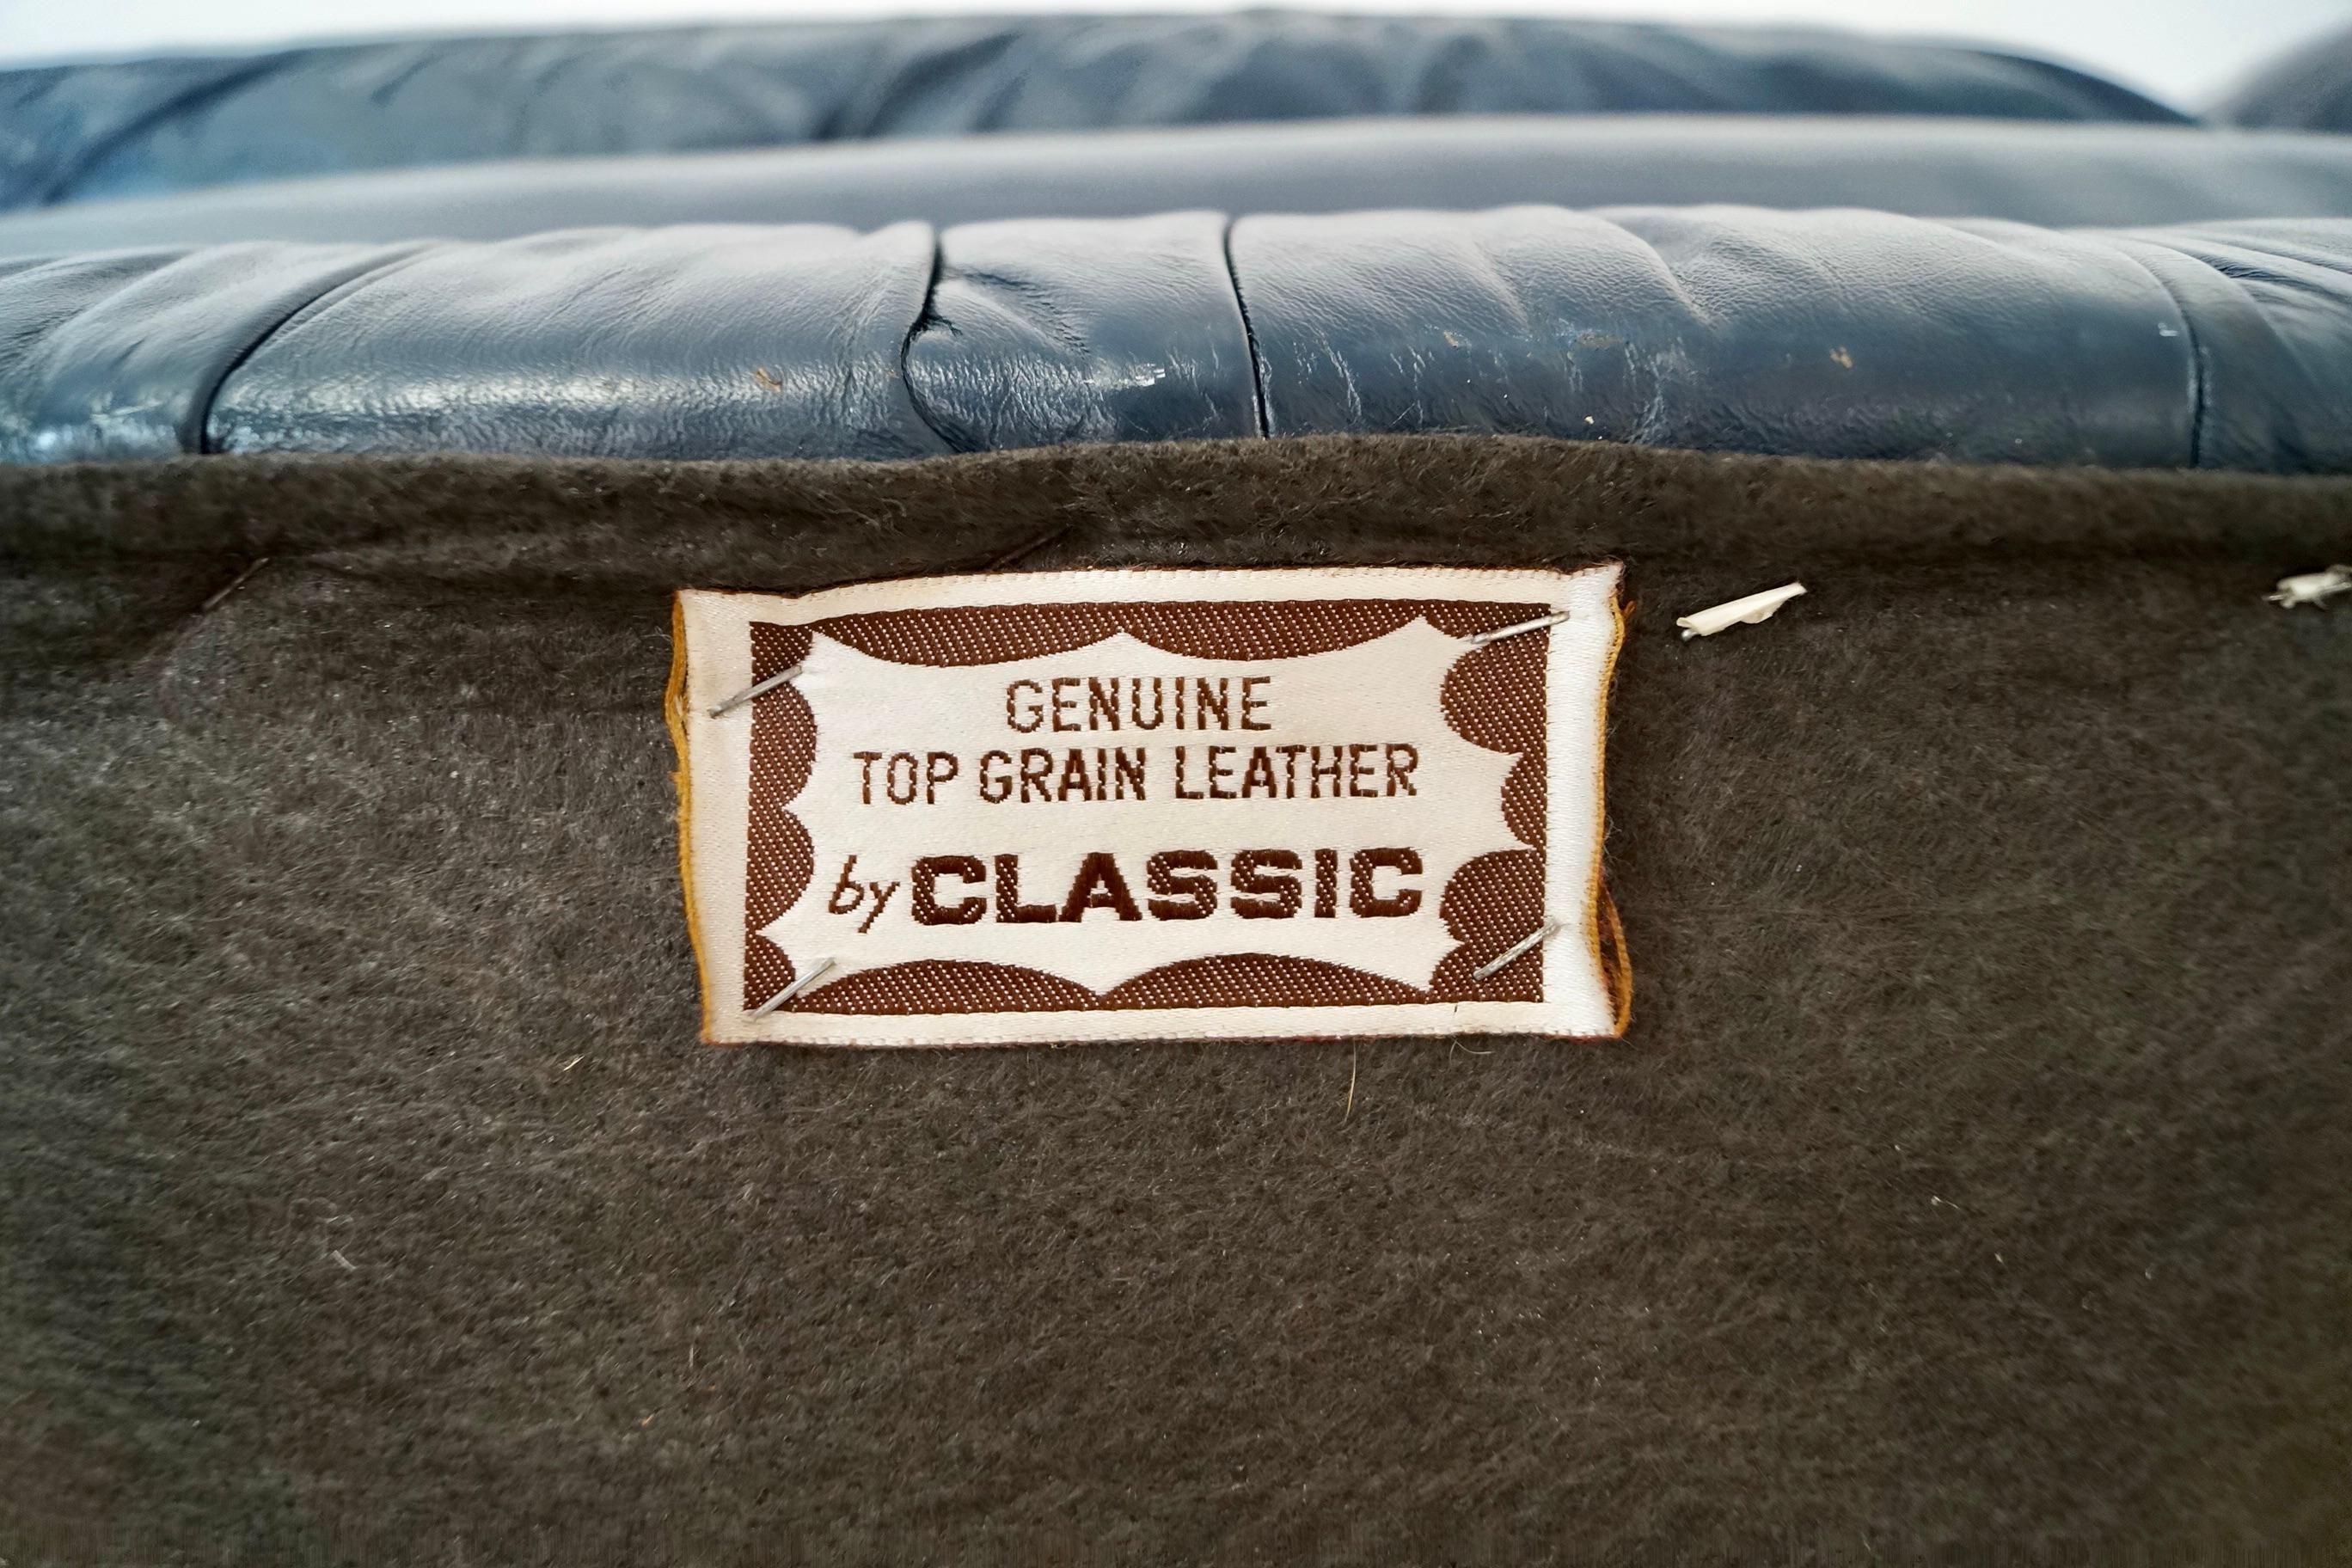 GENUINE
TOP GRAIN LEATHER
by CLASSIC